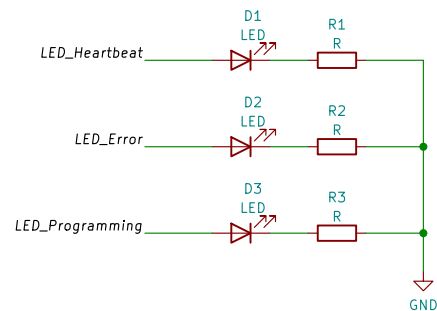 D1
LED
R1
R
LED_Heartbeat
D2
LED
R2
R
LED_Error
D3
LED
R3
R
LED_Programming
GND